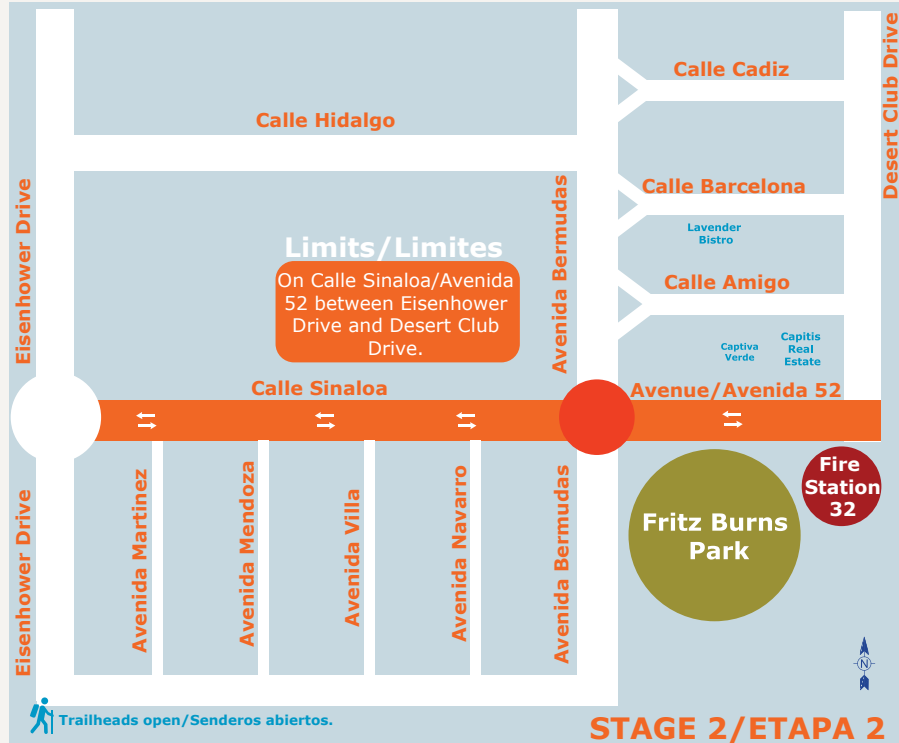 Calle Cadiz
Desert Club Drive
Calle Hidalgo
Eisenhower Drive
Avenida Bermudas
Calle Barcelona
Lavender
Bistro
Limits/Limites
On Calle Sinaloa/Avenida
52 between Eisenhower
Drive and Desert Club
Drive.
Calle Amigo
Captiva
Verde
Capitis
Real
Estate
Calle Sinaloa
Avenue/Avenida 52
Eisenhower Drive
Avenida Martinez
Avenida Mendoza
Avenida Villa
Avenida Navarro
Avenida Bermudas
Fritz Burns
Park
Fire
Station
32
N
Trailheads open/Senderos abiertos.
STAGE 2/ETAPA 2